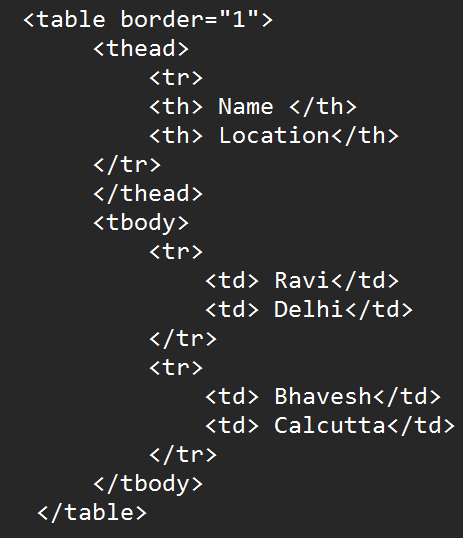 <table border="1">
<thead>
<tr>
<th> Name </th>
<th> Location</th>
</tr>
</thead>
<tbody>
<tr>
<td> Ravi</td>
<td> Delhi</td>
</tr>
<tr>
<td> Bhavesh</td>
<td> Calcutta</td>
</tr>
</tbody>
</table>